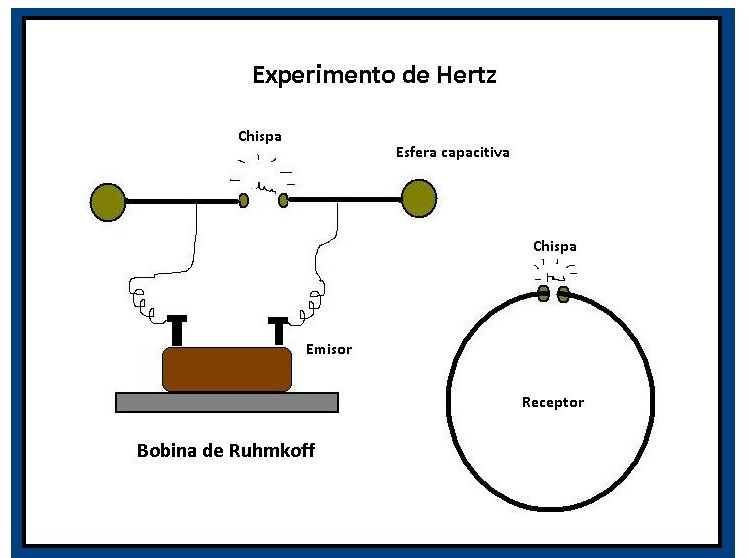 Experimento de Hertz
Chispa
Esfera capacitiva
Chispa
Emisor
Receptor
Bobina de Ruhmkoff